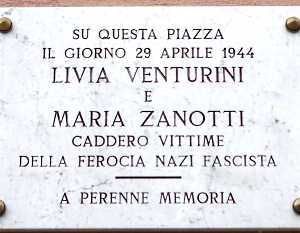 SU QUESTA PIAZZA
IL GIORNO 29 APRILE 1944
LIVIA VENTURINI
E
MARIA ZANOTTI
CADDERO VITTIME
DELLA FEROCIA NAZI FASCISTA
A PERENNE MEMORIA